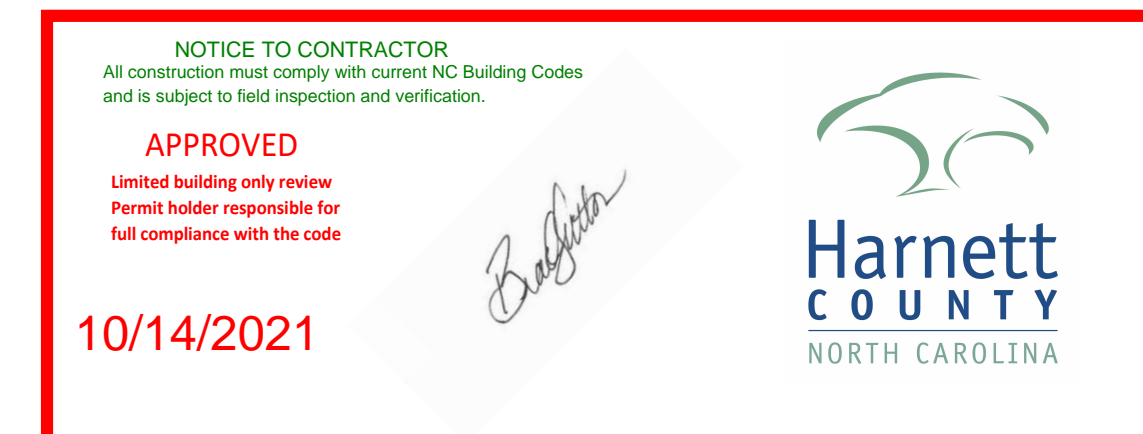 NOTICE TO CONTRACTOR
All construction must comply with current NC Building Codes
and is subject to field inspection and verification.
APPROVED
Limited building only review
Permit holder responsible for
full compliance with the code
10/14/2021
Harnett
COUNTY
NORTH CAROLINA